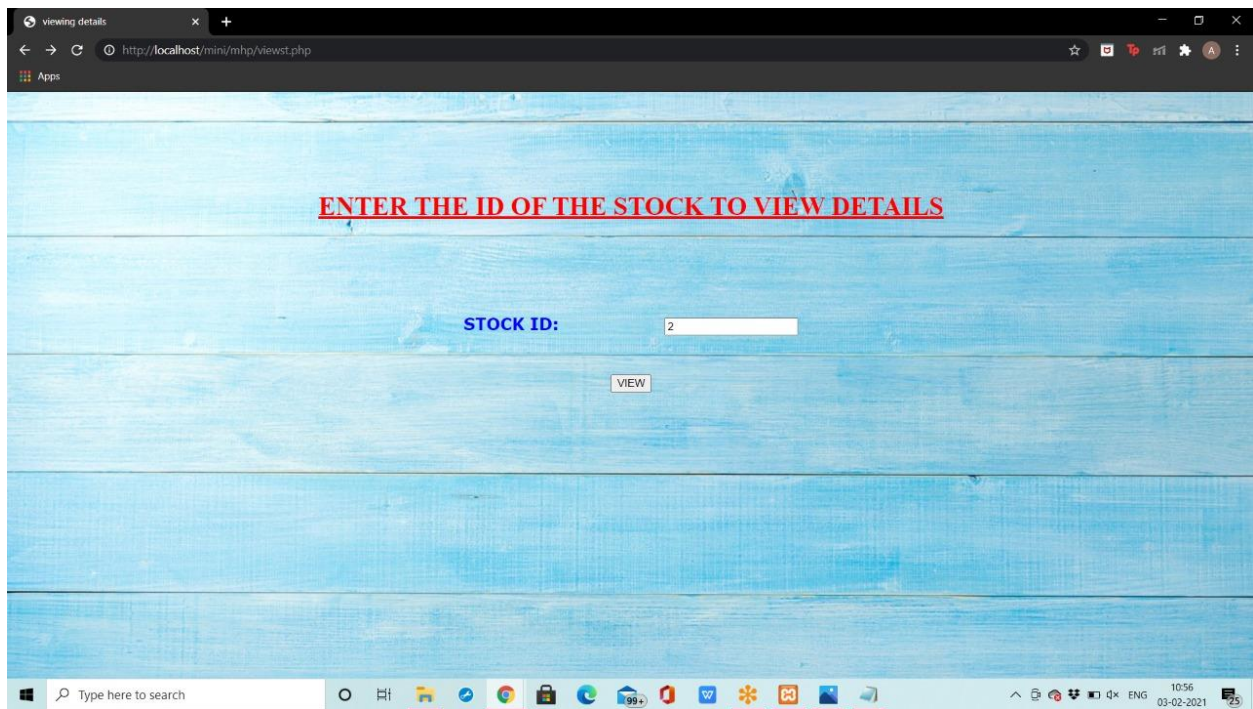 viewing details
http://localhost/mini/mhp/viewst.php
Apps
ENTER THE ID OF THE STOCK TO VIEW DETAILS
STOCK ID: 2
VIEW
Type here to search
99+
ENG
10:56
03-02-2021
25
A
Tp
W